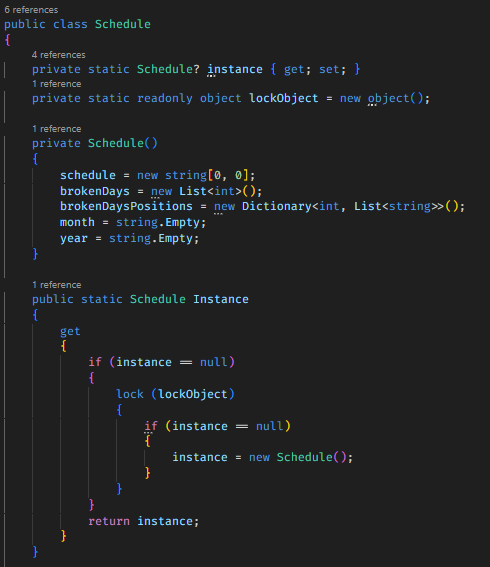 6 references
public class Schedule
{
4 references
private static Schedule? instance { get; set; }
1 reference
private static readonly object lockObject = new object();
1 reference
private Schedule()
{
schedule = new string[0, 0];
brokenDays = new List<int>();
brokenDaysPositions = new Dictionary<int, List<string>>();
month = string.Empty;
year = string.Empty;
}
1 reference
public static Schedule Instance
{
get
{
if (instance == null)
{
lock (lockObject)
{
if (instance == null)
{
instance = new Schedule();
}
}
}
return instance;
}
}